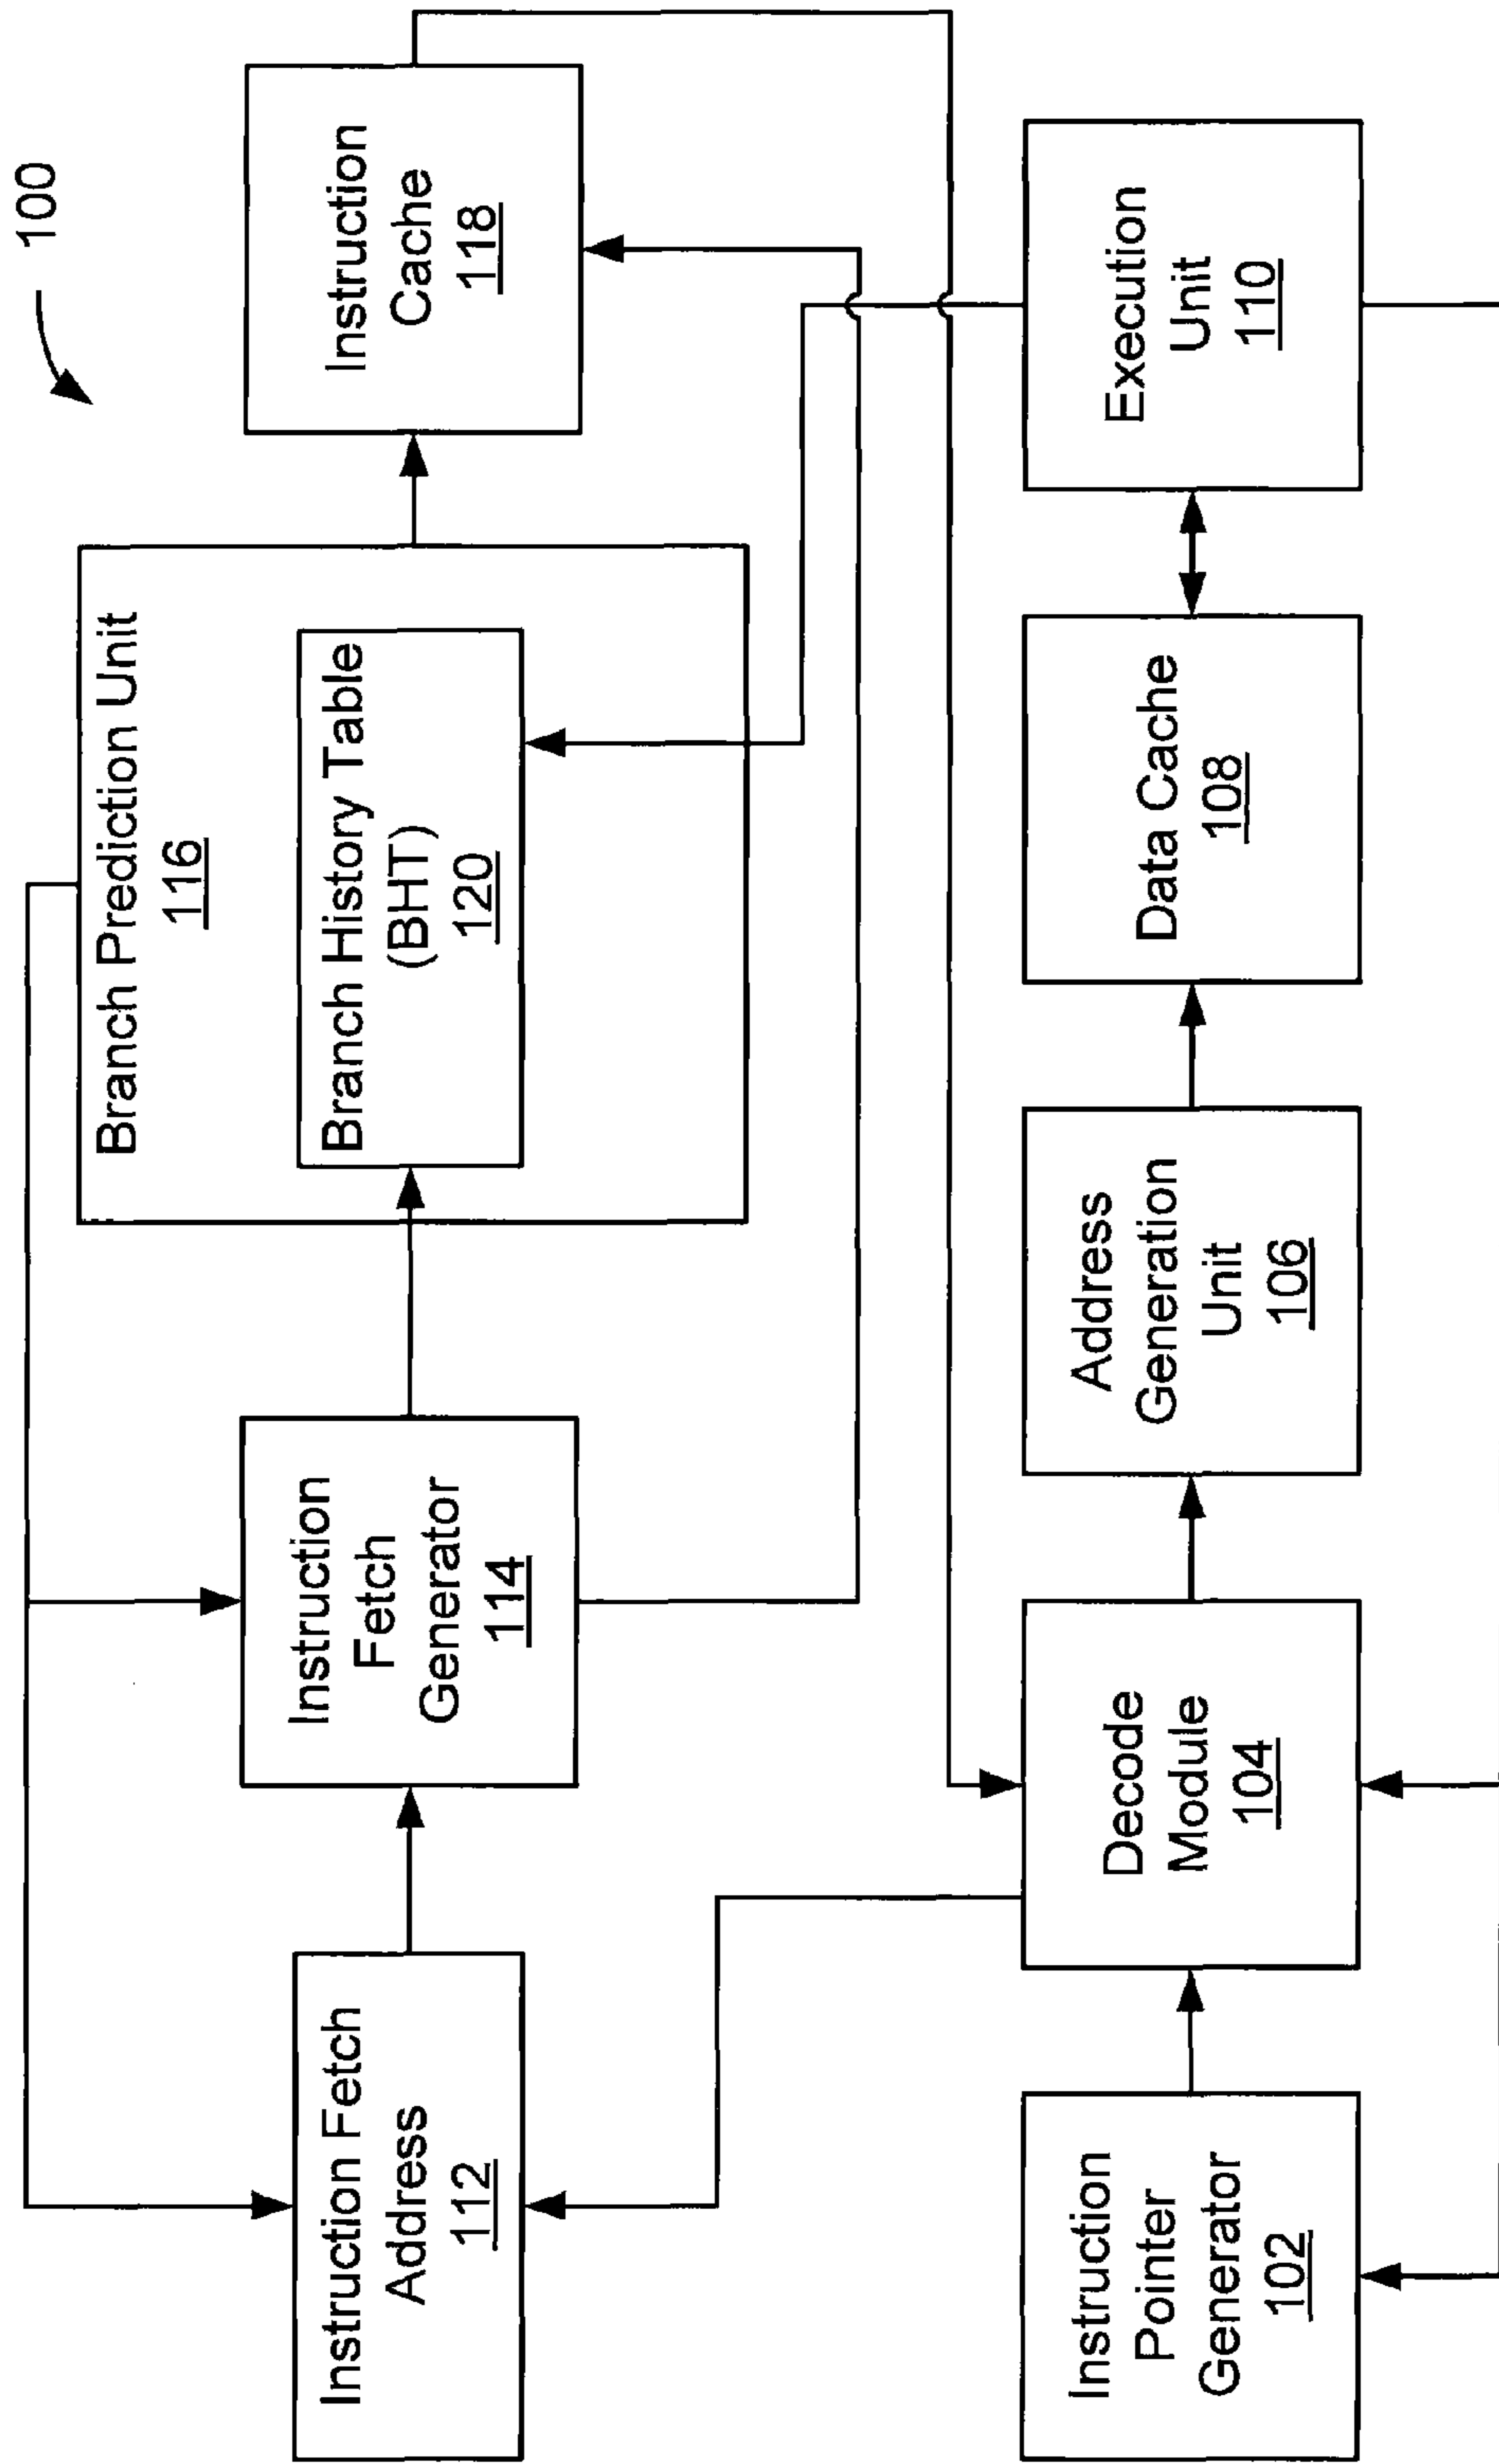 100
Branch Prediction Unit
116
Instruction Fetch
Address
112
Instruction
Fetch
Generator
114
Branch History Table
(BHT)
120
Instruction
Cache
118
Instruction
Pointer
Generator
102
Decode
Module
104
Address
Generation
Unit
106
Data Cache
108
Execution
Unit
110